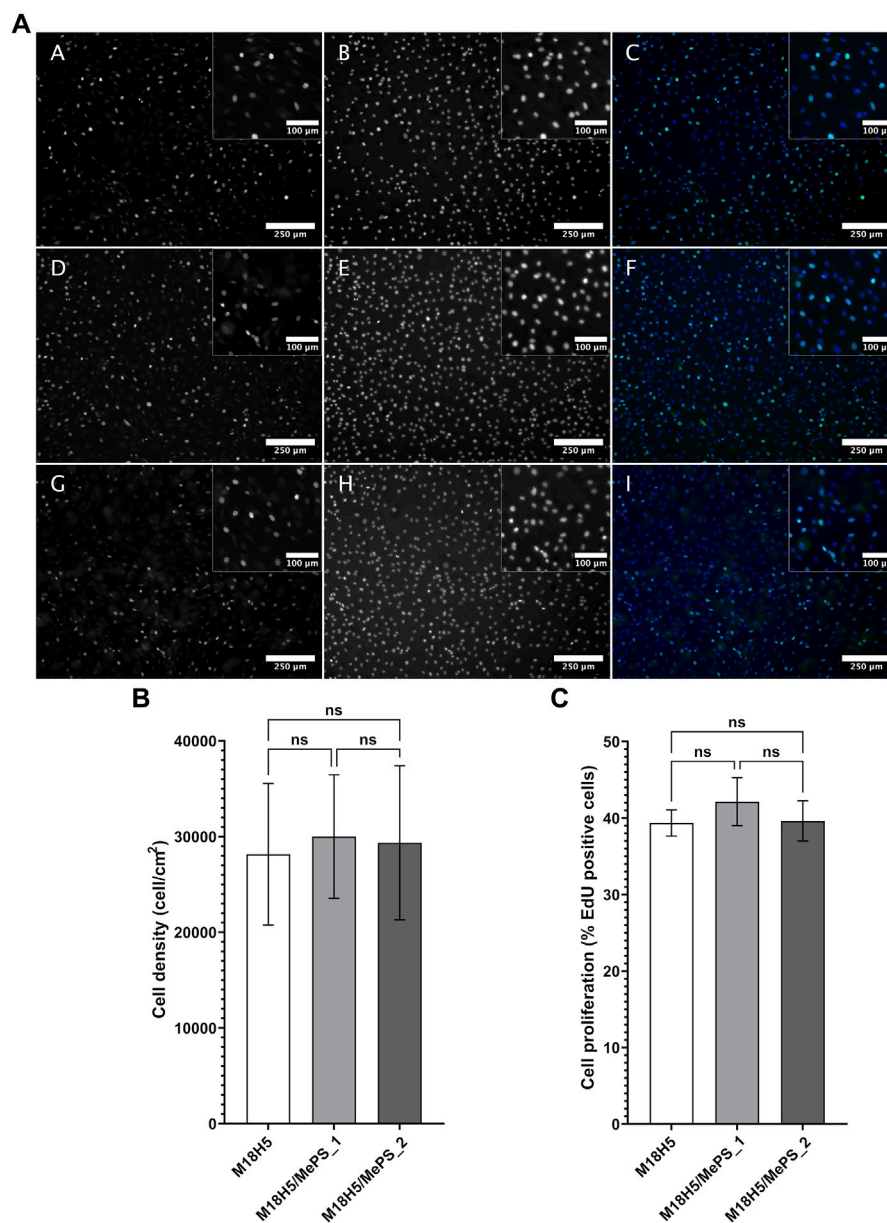 A
A
B
C
100 µm
100 µm
100 µm
250 µm
250 µm
250 µm
D
E
F
100 µm
100 µm
100 µm
250 µm
250 µm
250 µm
G
H
I
100 µm
100 µm
100 µm
250 µm
250 µm
250 µm
B
ns
ns
ns
40000
30000
20000
10000
0
Cell density (cell/cm²)
M18H5
M18H5/MePS_1
M18H5/MePS_2
C
ns
ns
ns
50
40
30
20
10
0
Cell proliferation (% EdU positive cells)
M18H5
M18H5/MePS_1
M18H5/MePS_2